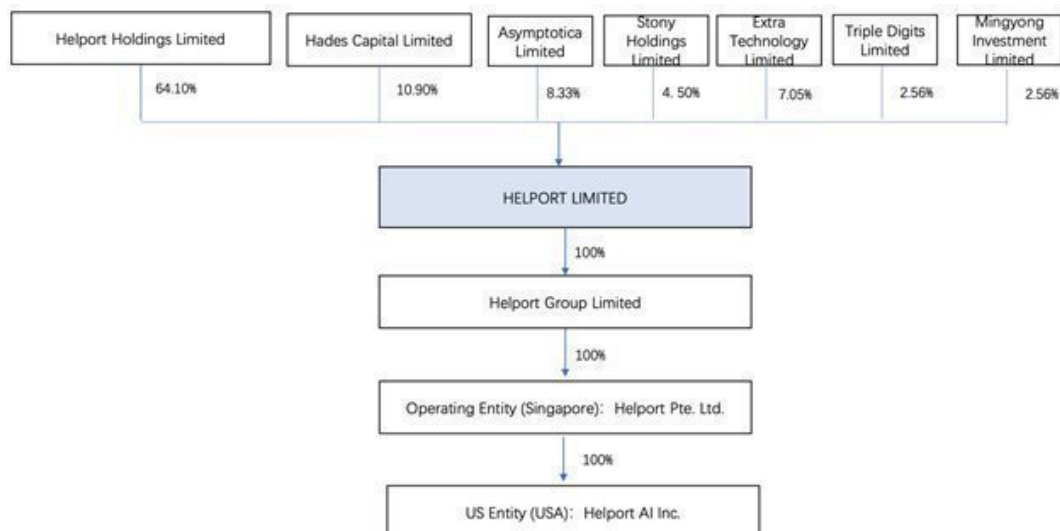 Helport Holdings Limited
Hades Capital Limited
Asymptotica
Limited
Stony
Holdings
Limited
Extra
Technology
Limited
Triple Digits
Limited
Mingyong
Investment
Limited
64.10%
10.90%
8.33%
4.50%
7.05%
2.56%
2.56%
HELPORT LIMITED
100%
Helport Group Limited
100%
Operating Entity (Singapore): Helport Pte. Ltd.
100%
US Entity (USA): Helport AI Inc.